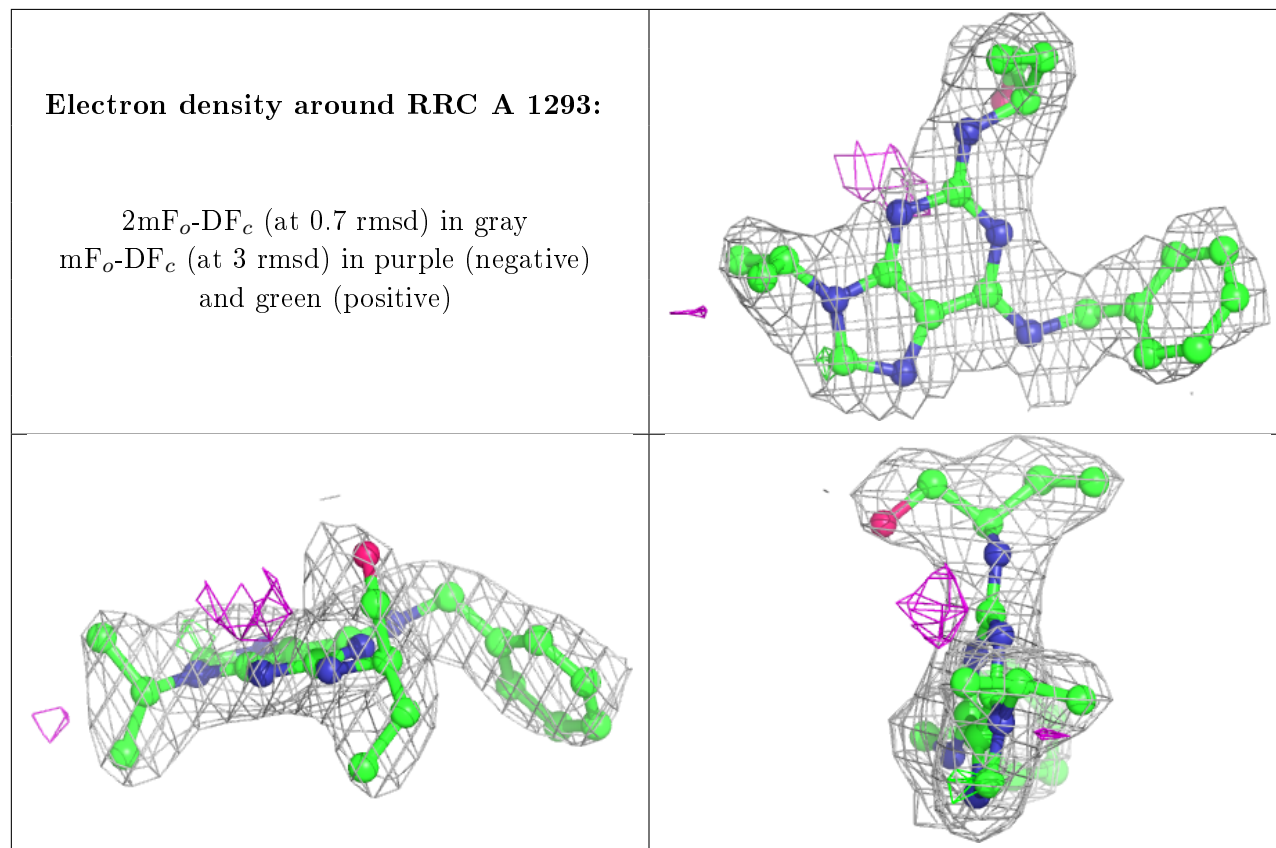 Electron density around RRC A 1293:
2mFo-DFc (at 0.7 rmsd) in gray
mFo-DFc (at 3 rmsd) in purple (negative)
and green (positive)